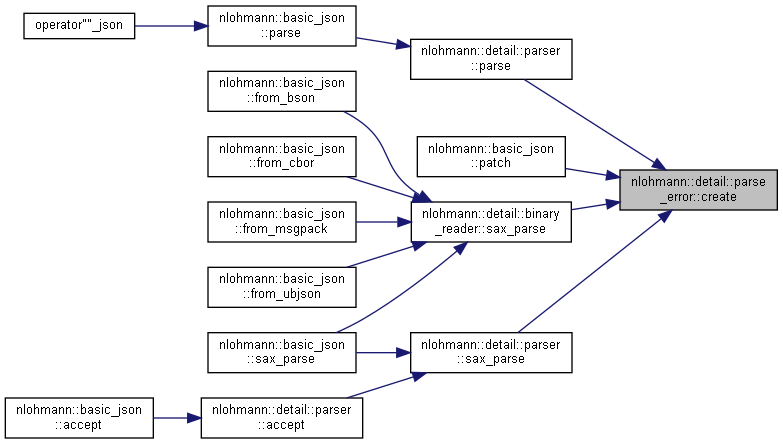 operator""_json
nlohmann::basic_json
::parse
nlohmann::detail::parser
::parse
nlohmann::basic_json
::from_bson
nlohmann::basic_json
::from_cbor
nlohmann::basic_json
::patch
nlohmann::detail::parse
_error::create
nlohmann::basic_json
::from_msgpack
nlohmann::detail::binary
_reader::sax_parse
nlohmann::basic_json
::from_ubjson
nlohmann::basic_json
::sax_parse
nlohmann::detail::parser
::sax_parse
nlohmann::basic_json
::accept
nlohmann::detail::parser
::accept